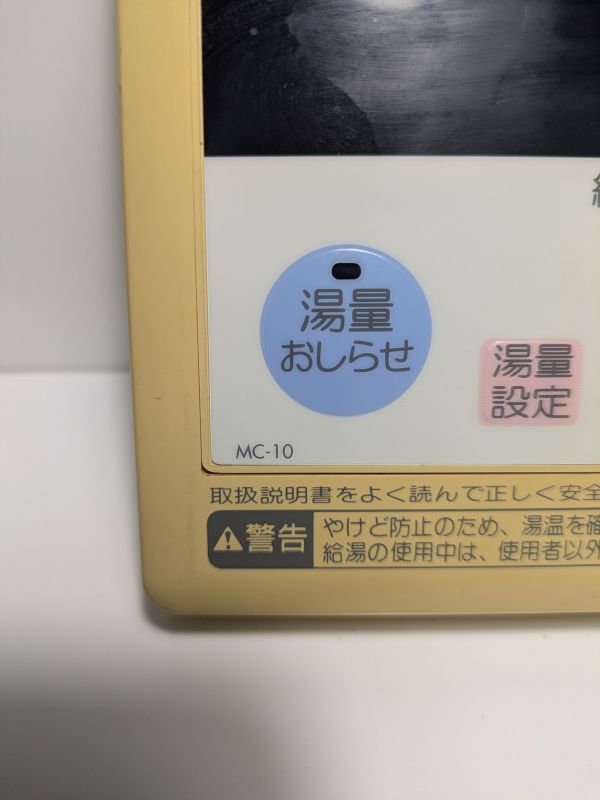 湯量
おしらせ
湯量
設定
MC-10
取扱説明書をよく読んで正しく安全
警告
やけど防止のため、湯温を確
給湯の使用中は、使用者以外